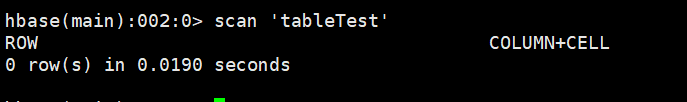 hbase(main):002:0> scan 'tableTest'
ROW COLUMN+CELL
0 row(s) in 0.0190 seconds